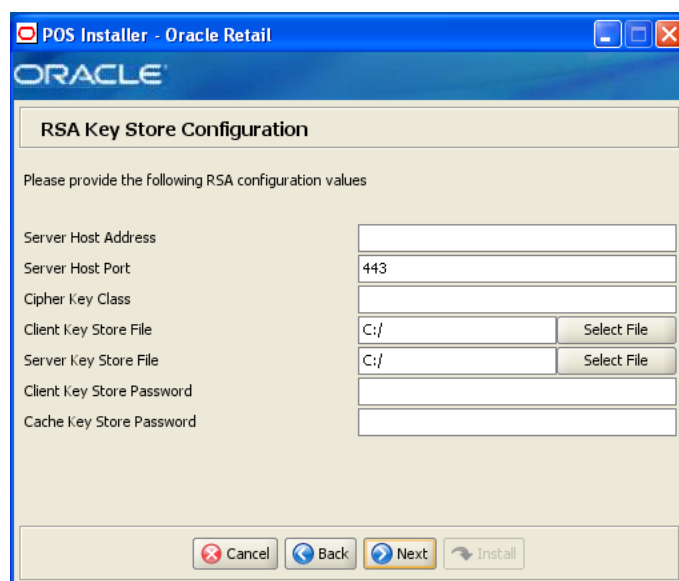 POS Installer - Oracle Retail
ORACLE
RSA Key Store Configuration
Please provide the following RSA configuration values
Server Host Address
Server Host Port 443
Cipher Key Class
Client Key Store File C:/ Select File
Server Key Store File C:/ Select File
Client Key Store Password
Cache Key Store Password
Cancel Back Next Install